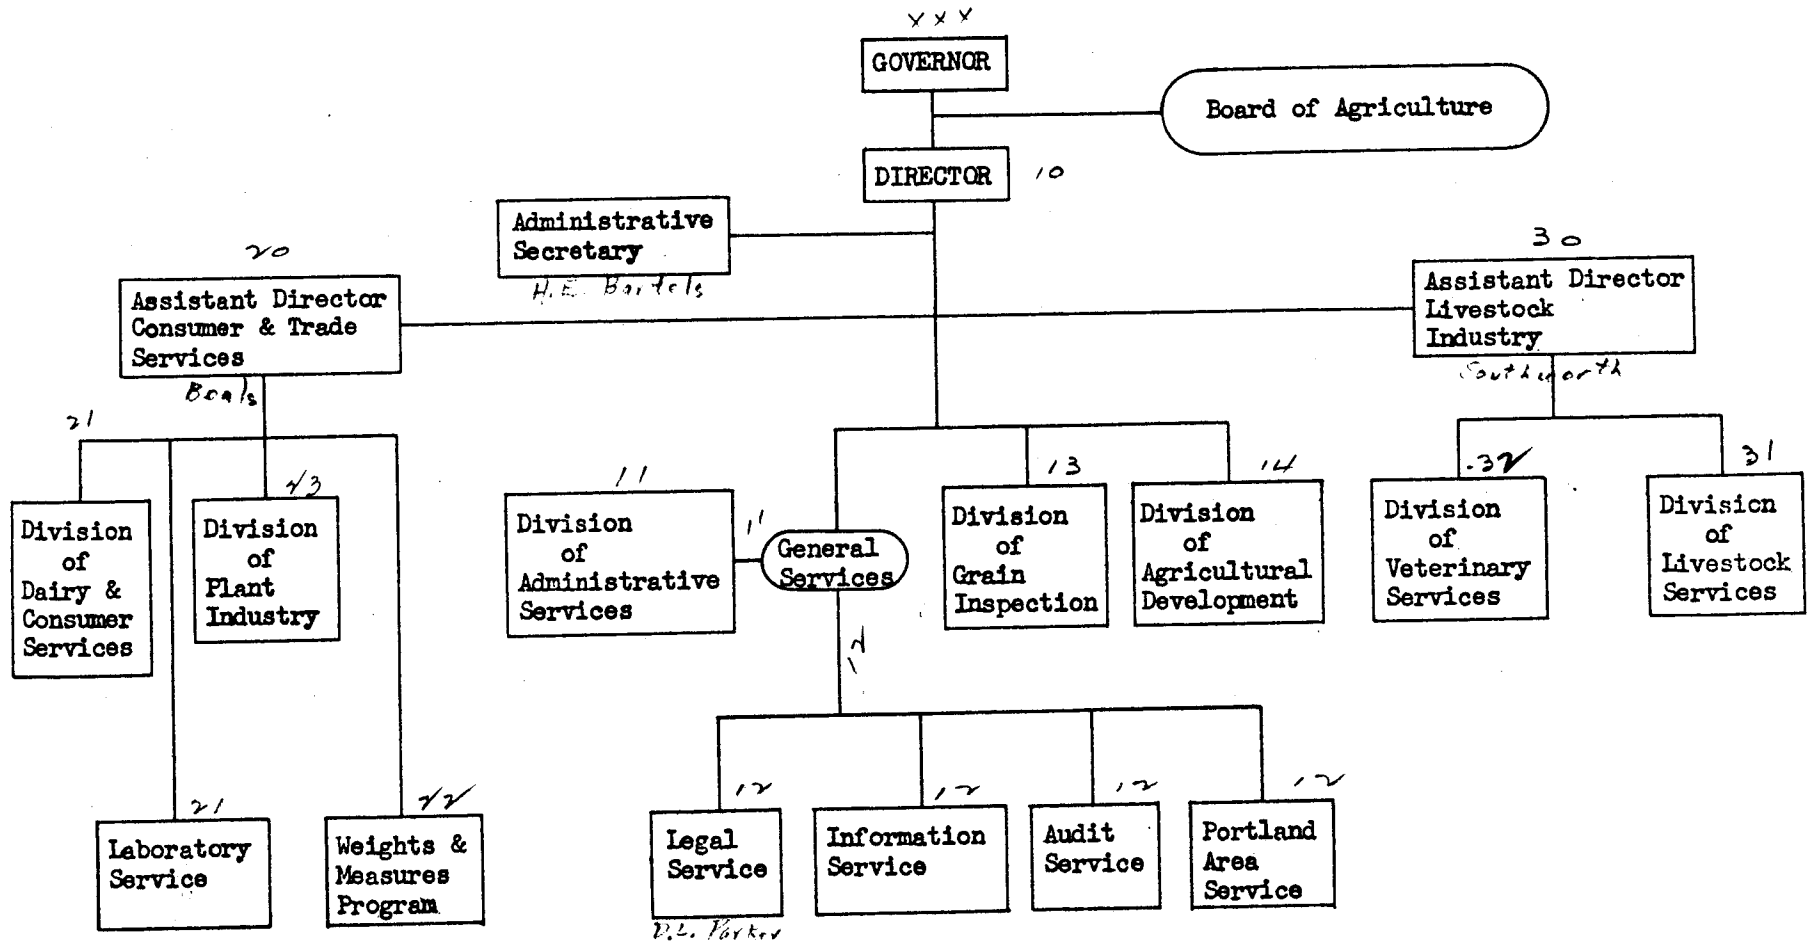 x x x
GOVERNOR
Board of Agriculture
DIRECTOR
10
Administrative
Secretary
H.E. Bartels
20
Assistant Director
Consumer & Trade
Services
Boals
30
Assistant Director
Livestock
Industry
Southworth
21
Division
of
Dairy &
Consumer
Services
23
Division
of
Plant
Industry
11
Division
of
Administrative
Services
11
General
Services
13
Division
of
Grain
Inspection
14
Division
of
Agricultural
Development
32
Division
of
Veterinary
Services
31
Division
of
Livestock
Services
12
21
Laboratory
Service
22
Weights &
Measures
Program
12
Legal
Service
D.L. Parker
12
Information
Service
12
Audit
Service
12
Portland
Area
Service